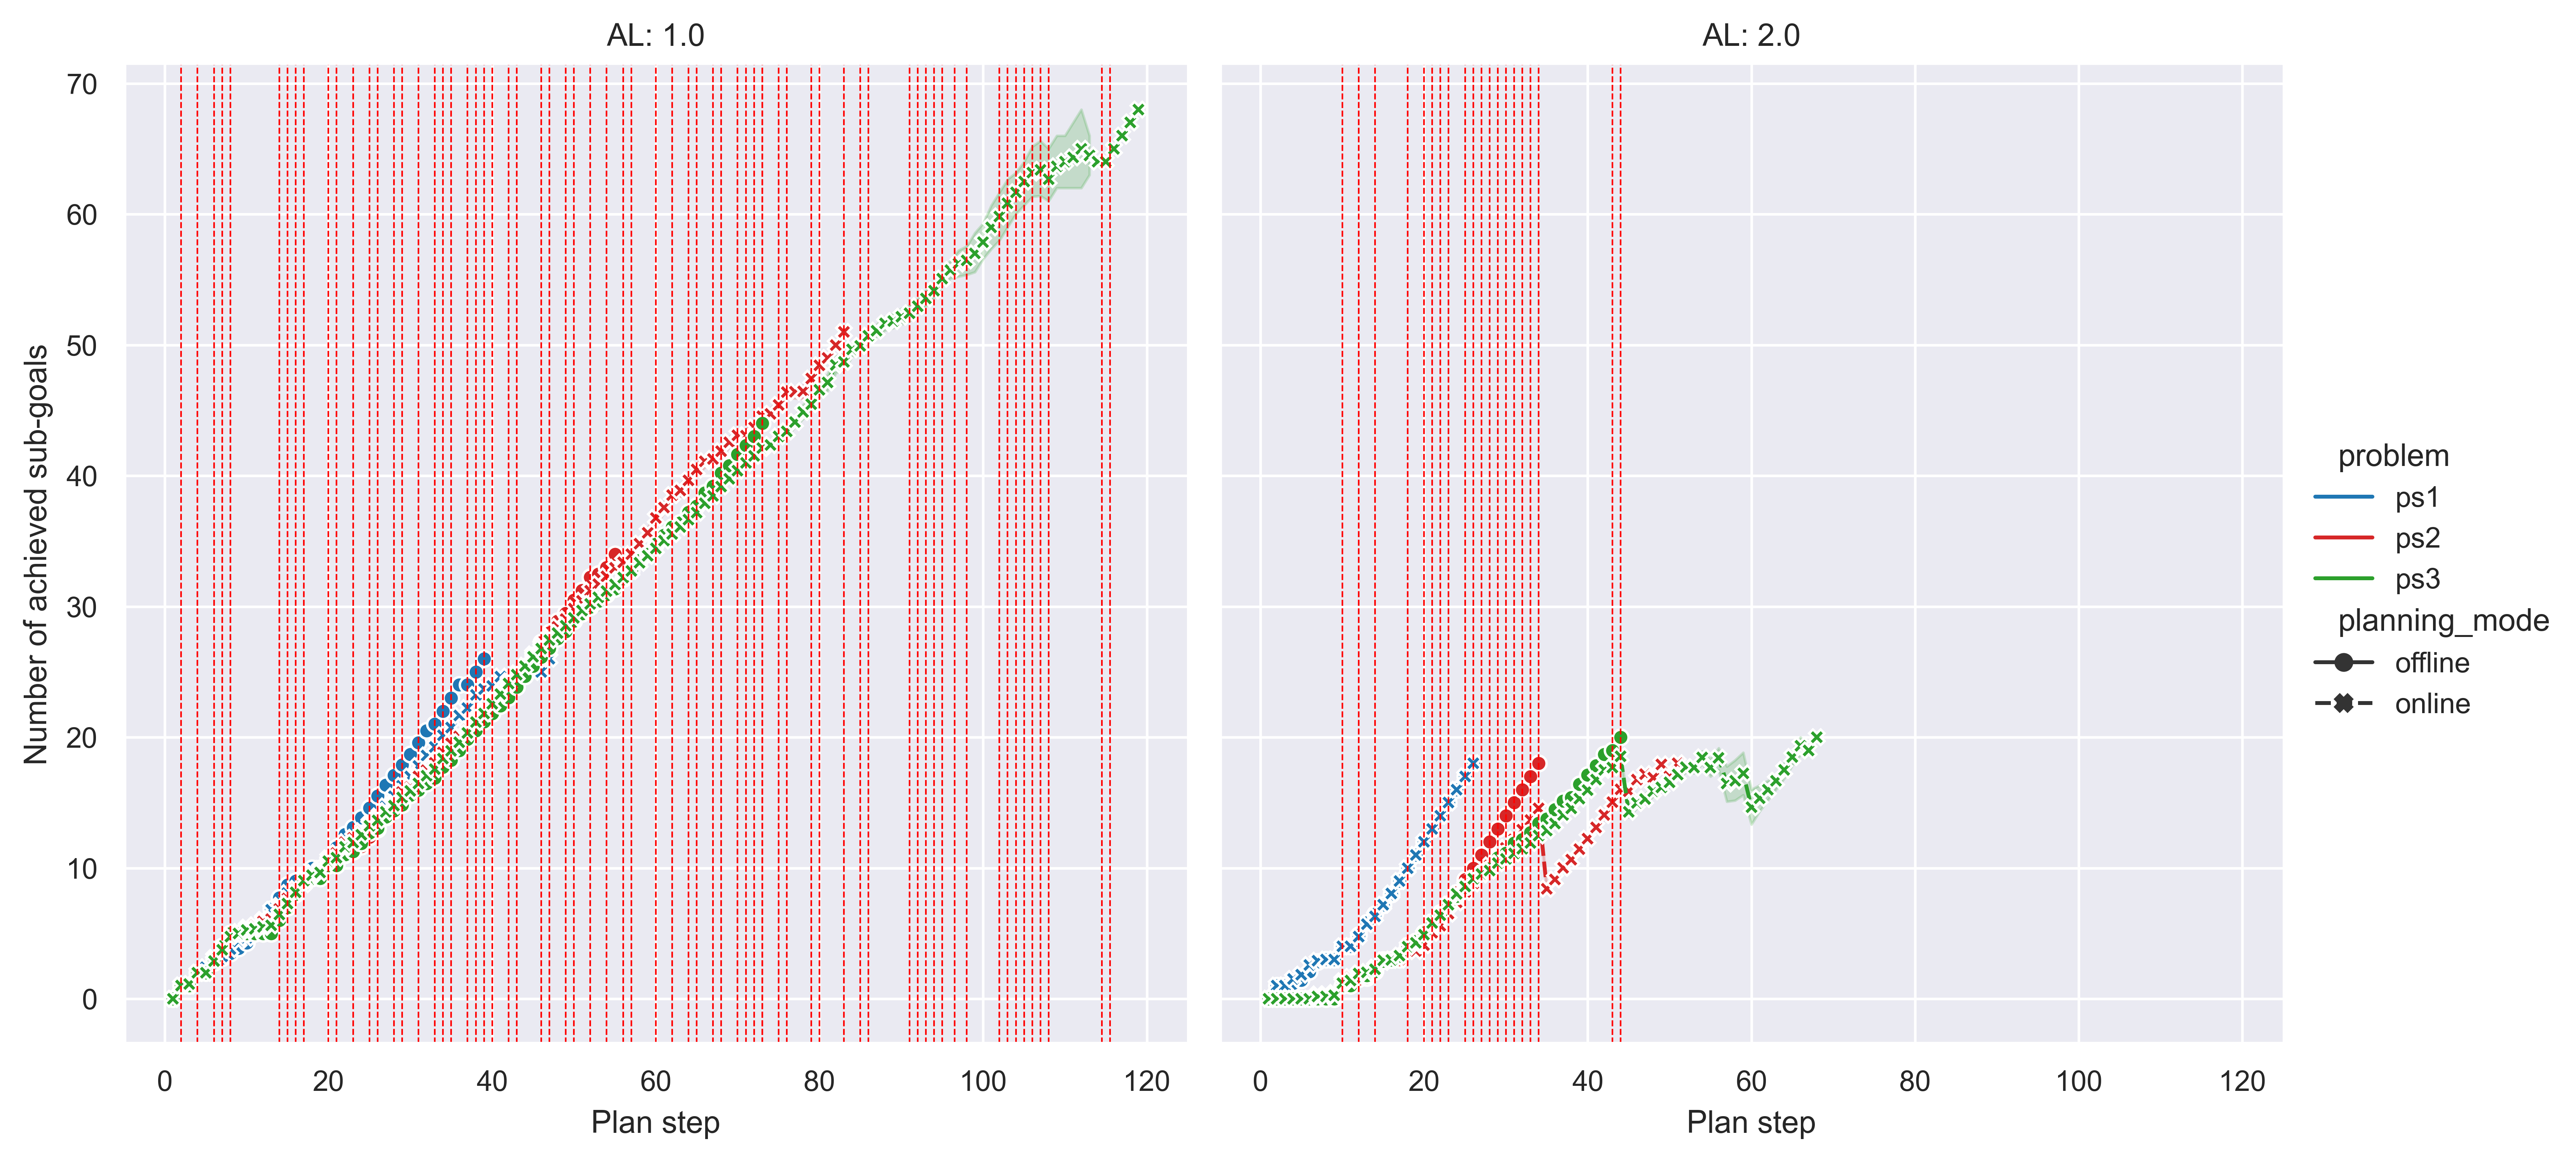 AL: 1.0
AL: 2.0
Number of achieved sub-goals
70
60
50
40
30
20
10
0
0 20 40 60 80 100 120
0 20 40 60 80 100 120
Plan step
Plan step
problem
ps1
ps2
ps3
planning_mode
offline
online